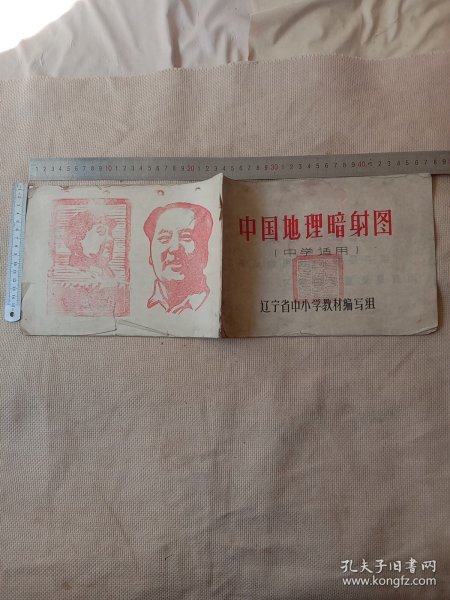 中国地理暗射图
（中学适用）
辽宁省中小学教材编写组
孔夫子旧书网
www.kongfz.com